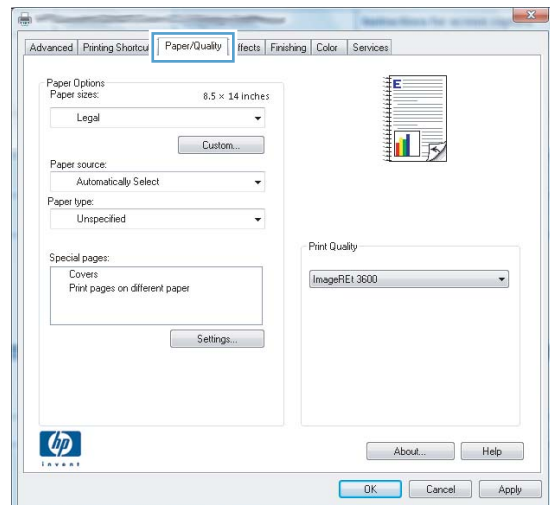 Advanced Printing Shortcu Paper/Quality ffects Finishing Color Services
Paper Options
Paper sizes: 8.5 × 14 inches
Legal
Custom...
Paper source:
Automatically Select
Paper type:
Unspecified
Special pages:
Covers
Print pages on different paper
Settings...
E
Print Quality
ImageREt 3600
hp
invent
About... Help
OK Cancel Apply